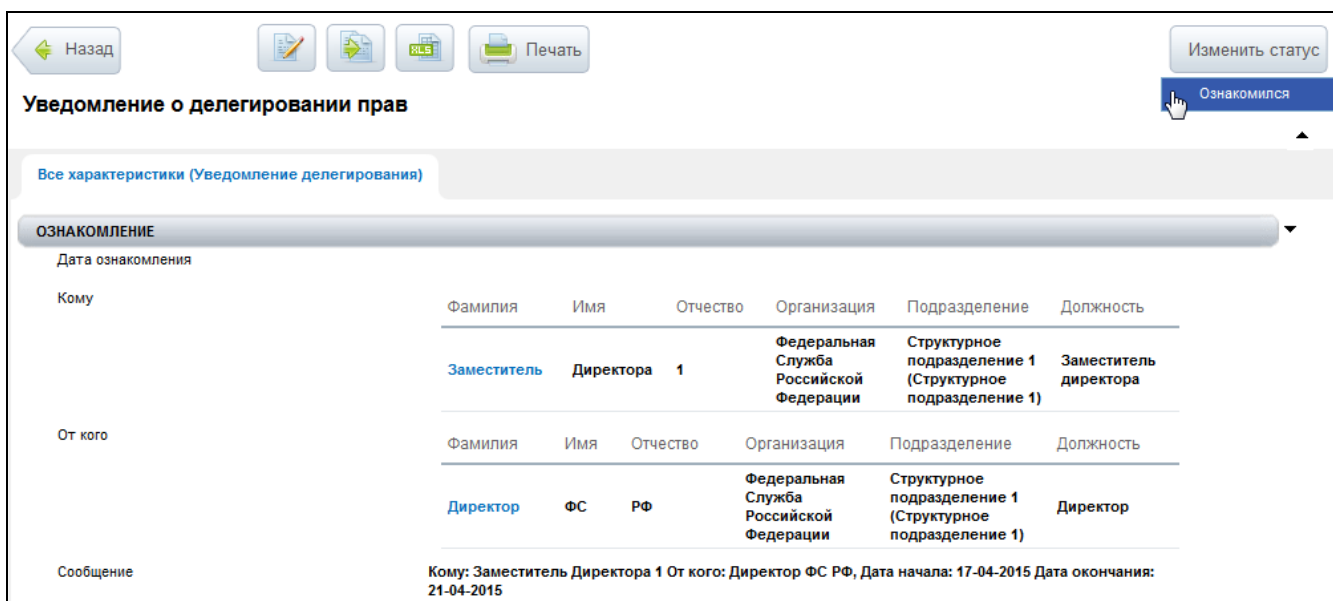 Назад
XLS
Печать
Изменить статус
Ознакомился
Уведомление о делегировании прав
Все характеристики (Уведомление делегирования)
ОЗНАКОМЛЕНИЕ
Дата ознакомления
Кому
Фамилия Имя Отчество Организация Подразделение Должность
Заместитель Директора 1 Федеральная Служба Российской Федерации Структурное подразделение 1 (Структурное подразделение 1) Заместитель директора
От кого
Фамилия Имя Отчество Организация Подразделение Должность
Директор ФС РФ Федеральная Служба Российской Федерации Структурное подразделение 1 (Структурное подразделение 1) Директор
Сообщение
Кому: Заместитель Директора 1 От кого: Директор ФС РФ, Дата начала: 17-04-2015 Дата окончания:
21-04-2015